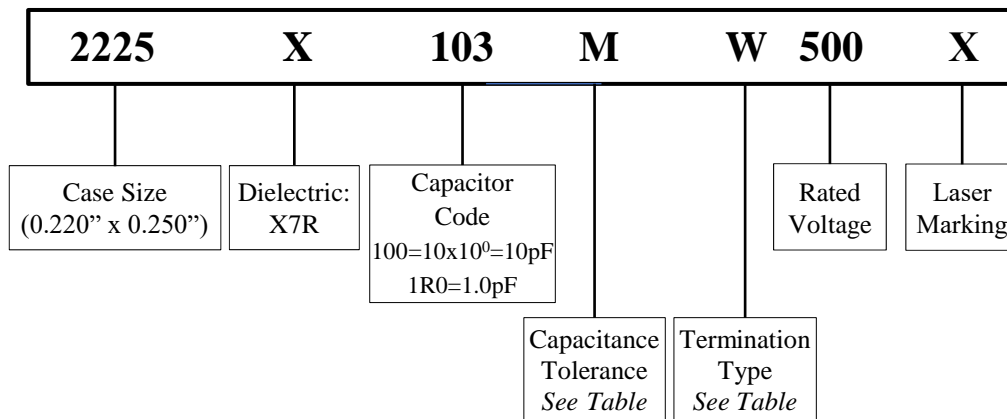 2225 X 103 M W 500 X
Case Size
(0.220” x 0.250”)
Dielectric:
X7R
Capacitor
Code
100=10x10⁰=10pF
1R0=1.0pF
Rated
Voltage
Laser
Marking
Capacitance
Tolerance
See Table
Termination
Type
See Table